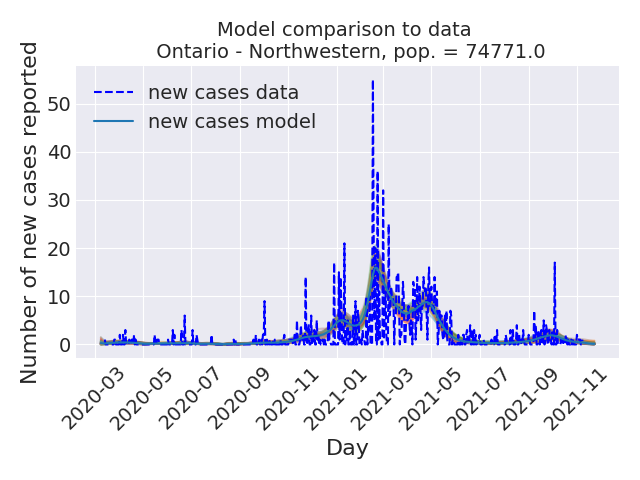 Model comparison to data
Ontario - Northwestern, pop. = 74771.0
Number of new cases reported
50
40
30
20
10
0
new cases data
new cases model
2020-03
2020-05
2020-07
2020-09
2020-11
2021-01
2021-03
2021-05
2021-07
2021-09
2021-11
Day